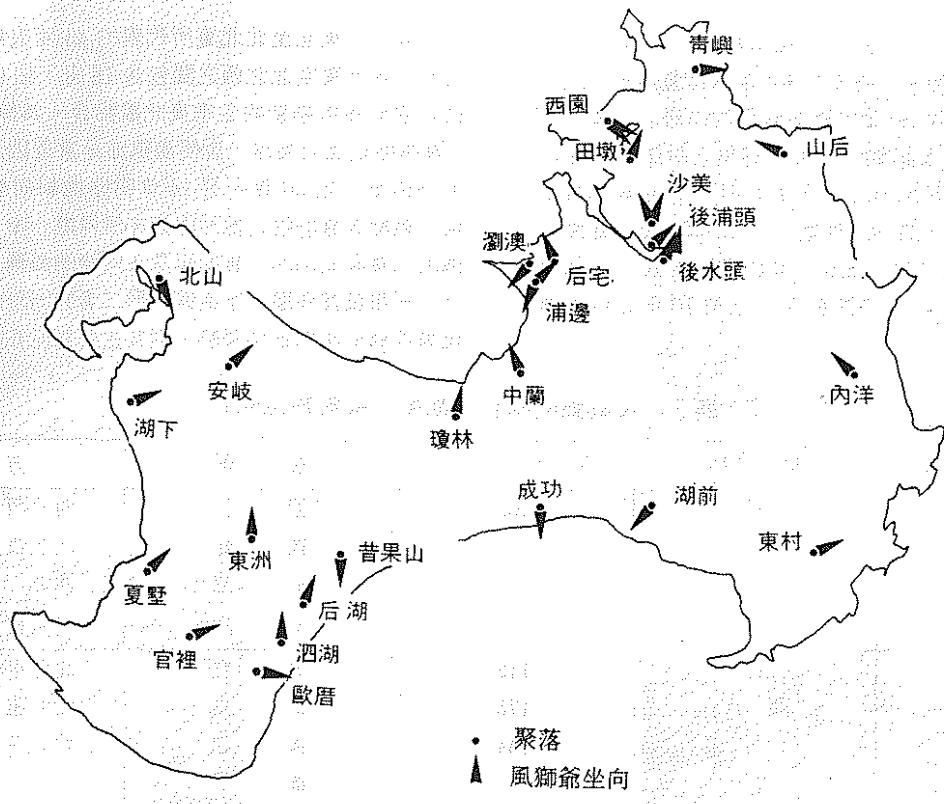 青嶼
西園
田墩
山后
沙美
後浦頭
瀏澳
北山
后宅
後水頭
浦邊
安岐
中蘭
內洋
湖下
瓊林
成功
湖前
東洲
昔果山
東村
夏墅
后湖
官裡
泗湖
歐厝
聚落
風獅爺坐向